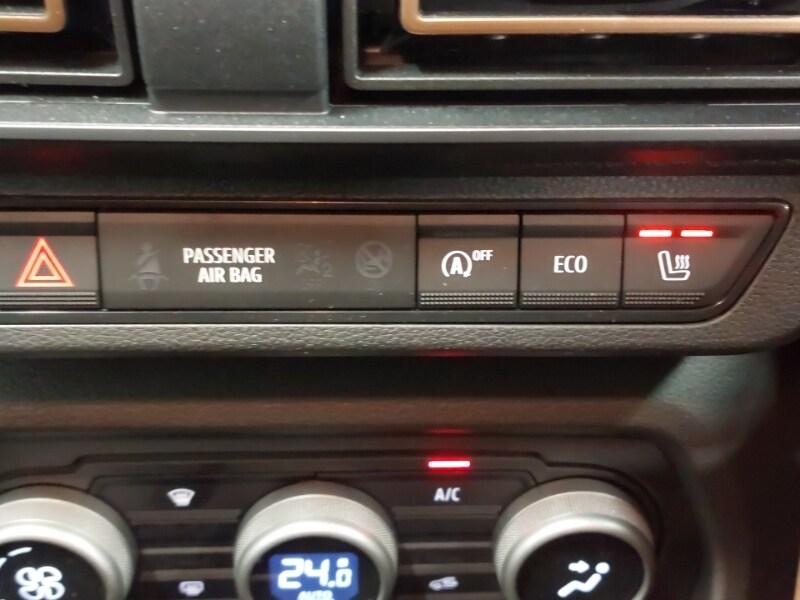 PASSENGER
AIR BAG
A OFF
ECO
A/C
24.0
AUTO